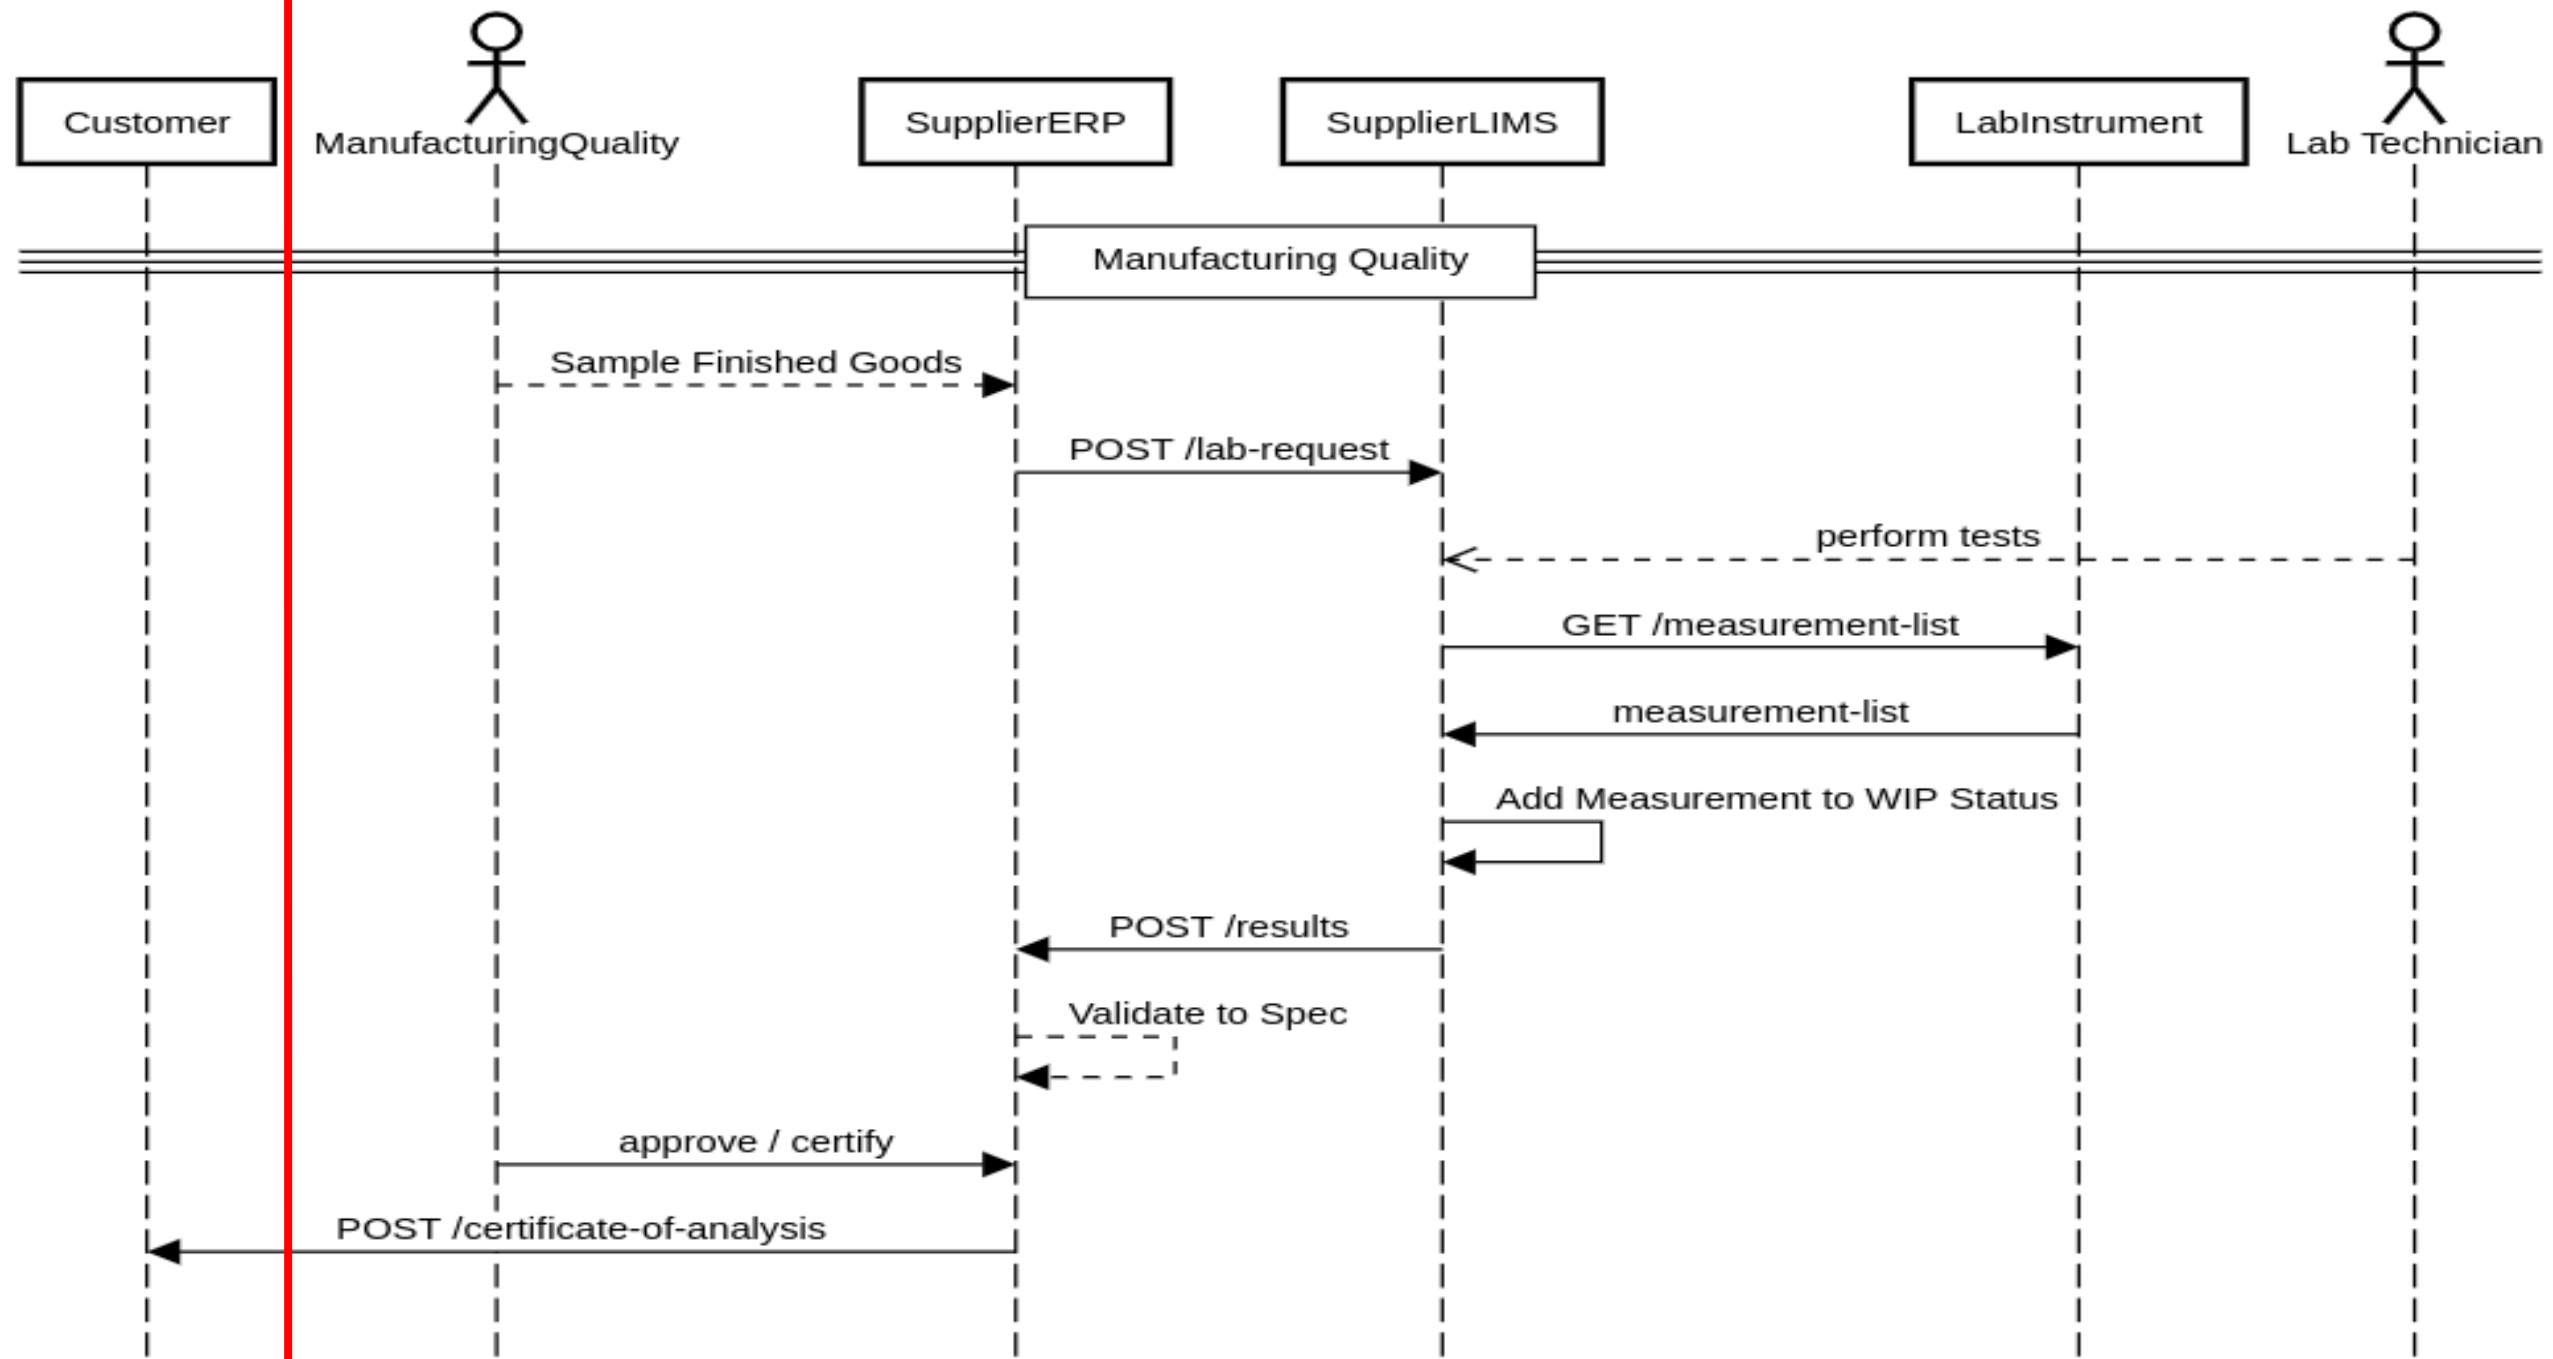 Customer
ManufacturingQuality
SupplierERP
SupplierLIMS
LabInstrument
Lab Technician
Manufacturing Quality
Sample Finished Goods
POST /lab-request
perform tests
GET /measurement-list
measurement-list
Add Measurement to WIP Status
POST /results
Validate to Spec
approve / certify
POST /certificate-of-analysis